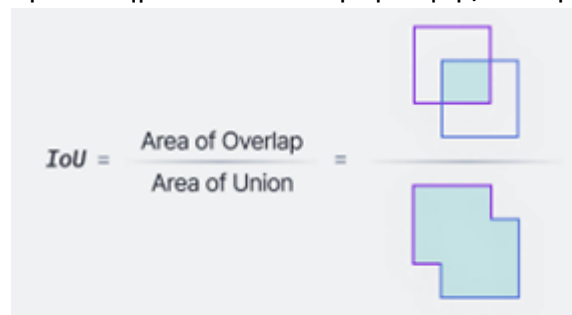 IoU =
Area of Overlap
Area of Union
=